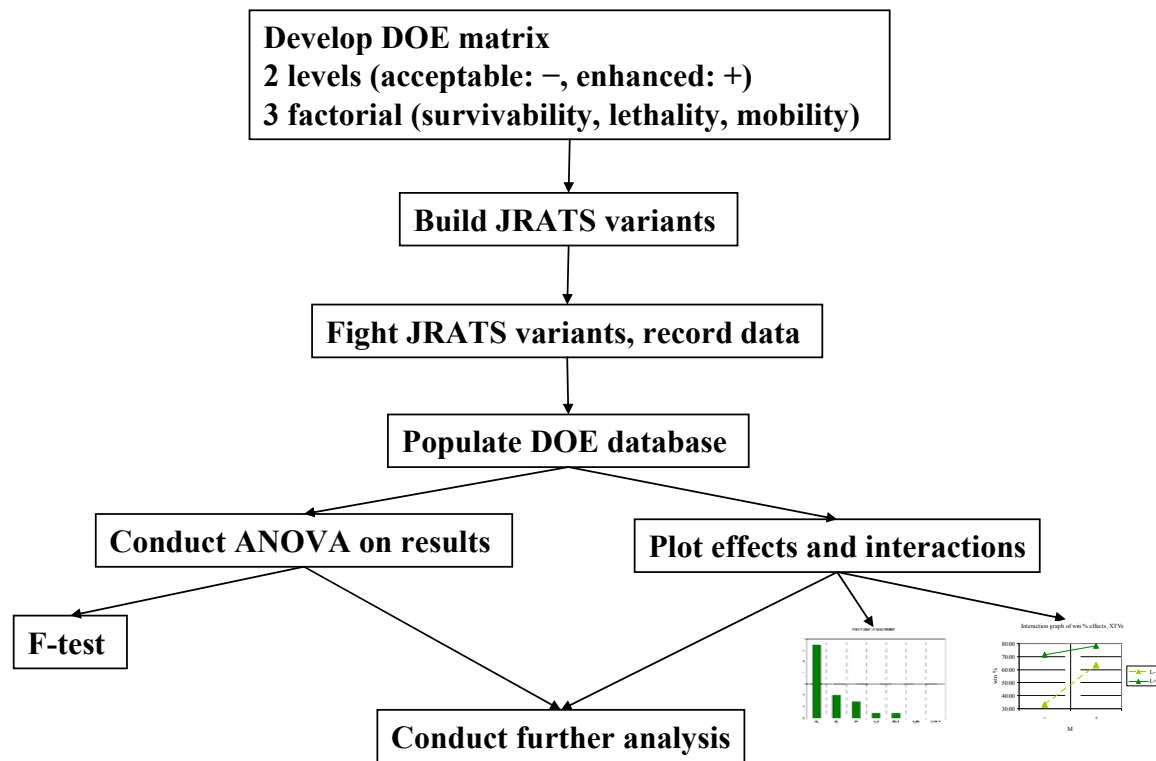 Develop DOE matrix
2 levels (acceptable: −, enhanced: +)
3 factorial (survivability, lethality, mobility)
Build JRATS variants
Fight JRATS variants, record data
Populate DOE database
Conduct ANOVA on results
Plot effects and interactions
F-test
Interaction graph of win % effects, XTVs
80.00
70.00
60.00
50.00
40.00
30.00
win %
−
+
M
L-
Conduct further analysis